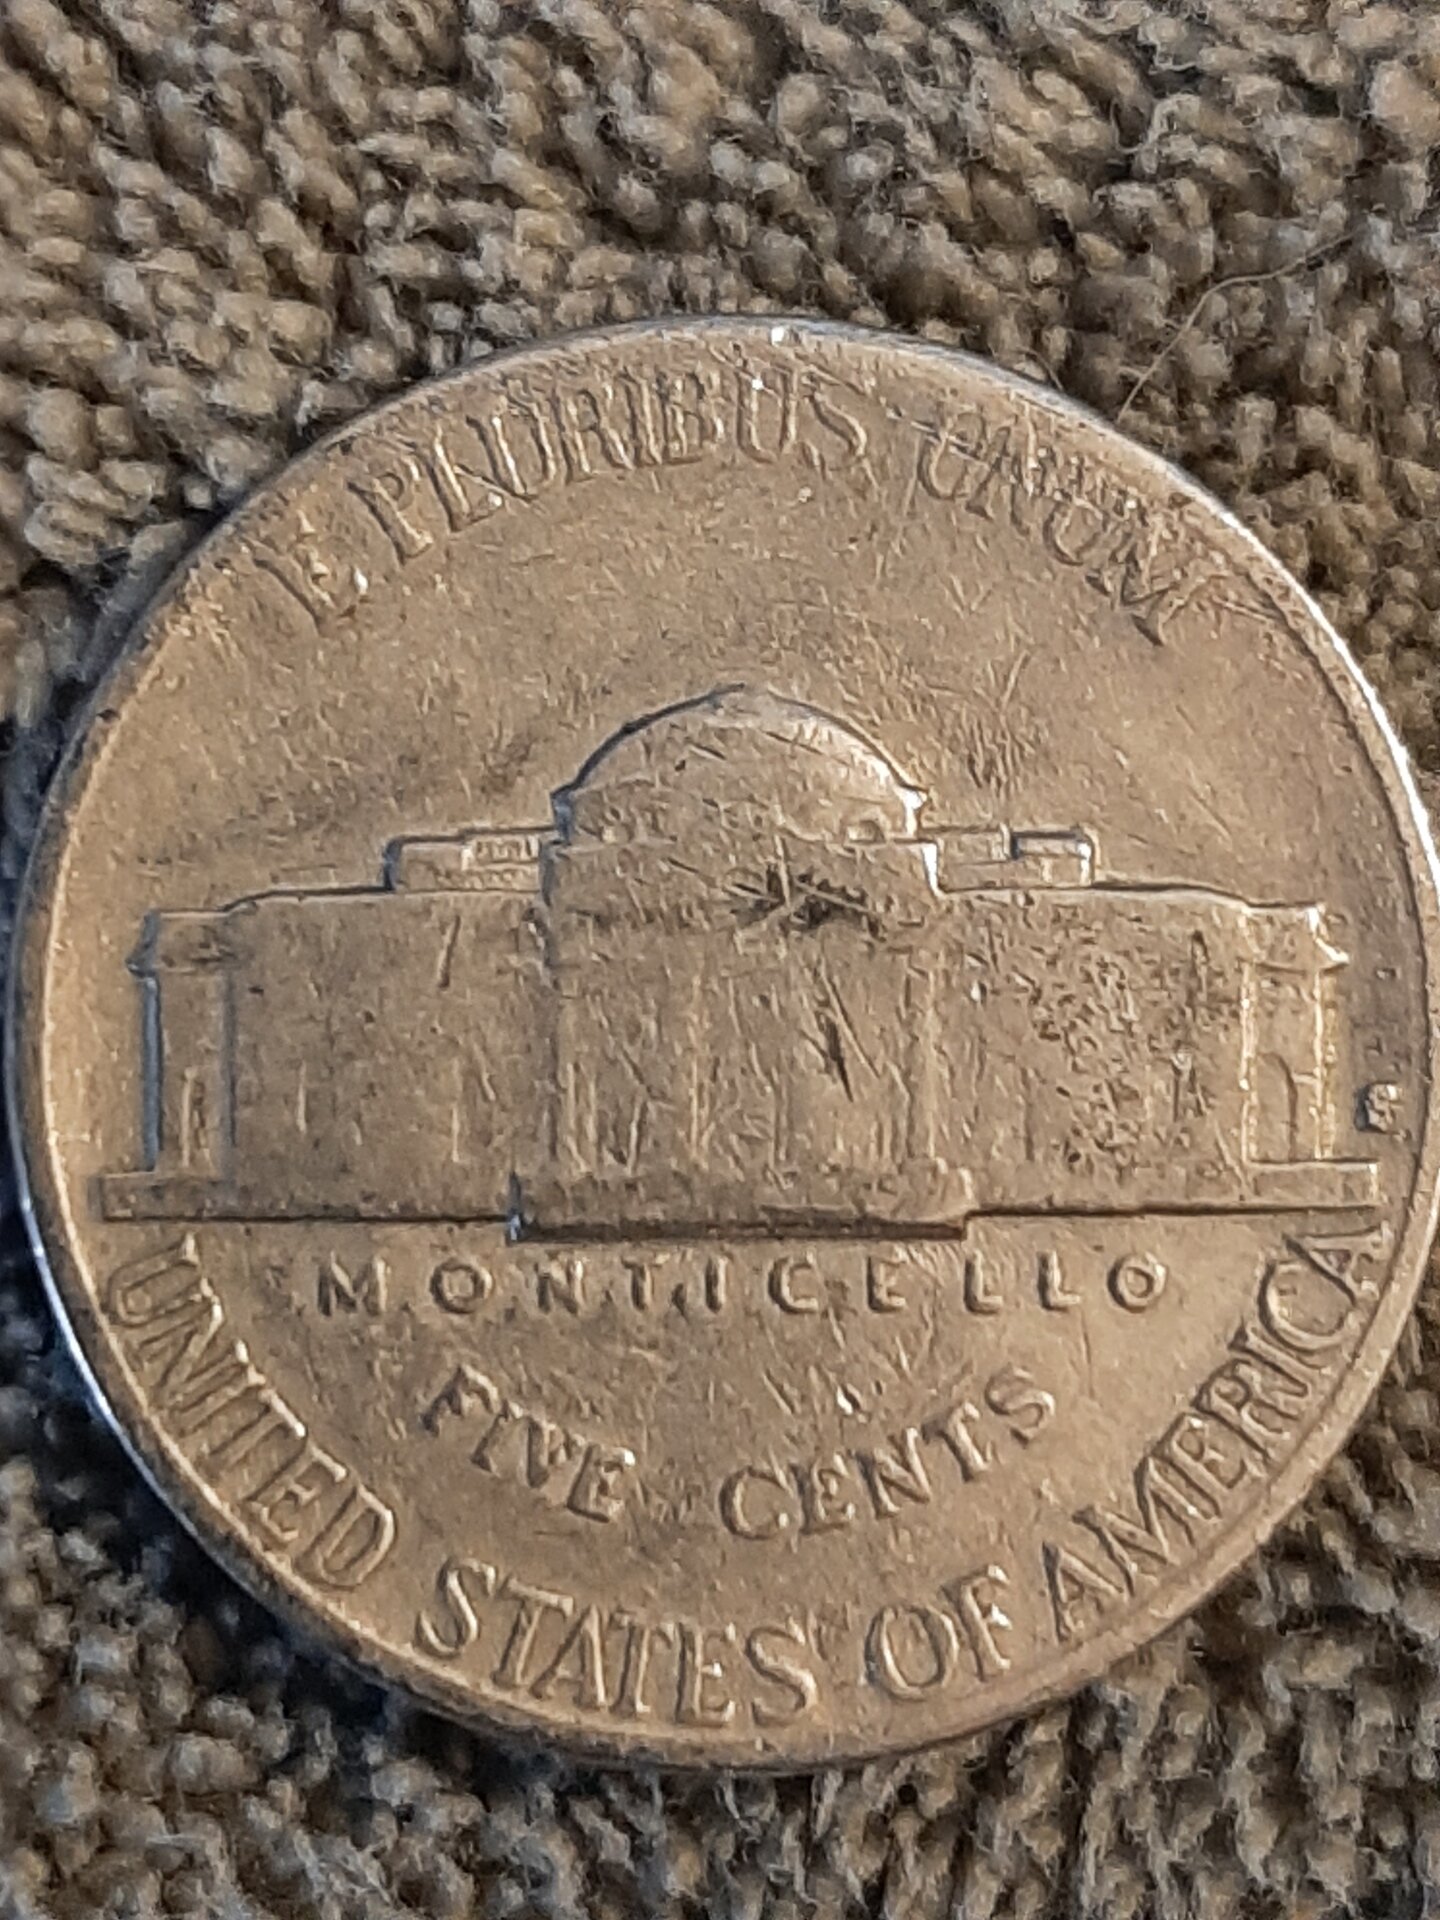 E PLURIBUS UNUM
MONTICELLO
FIVE CENTS
UNITED STATES OF AMERICA